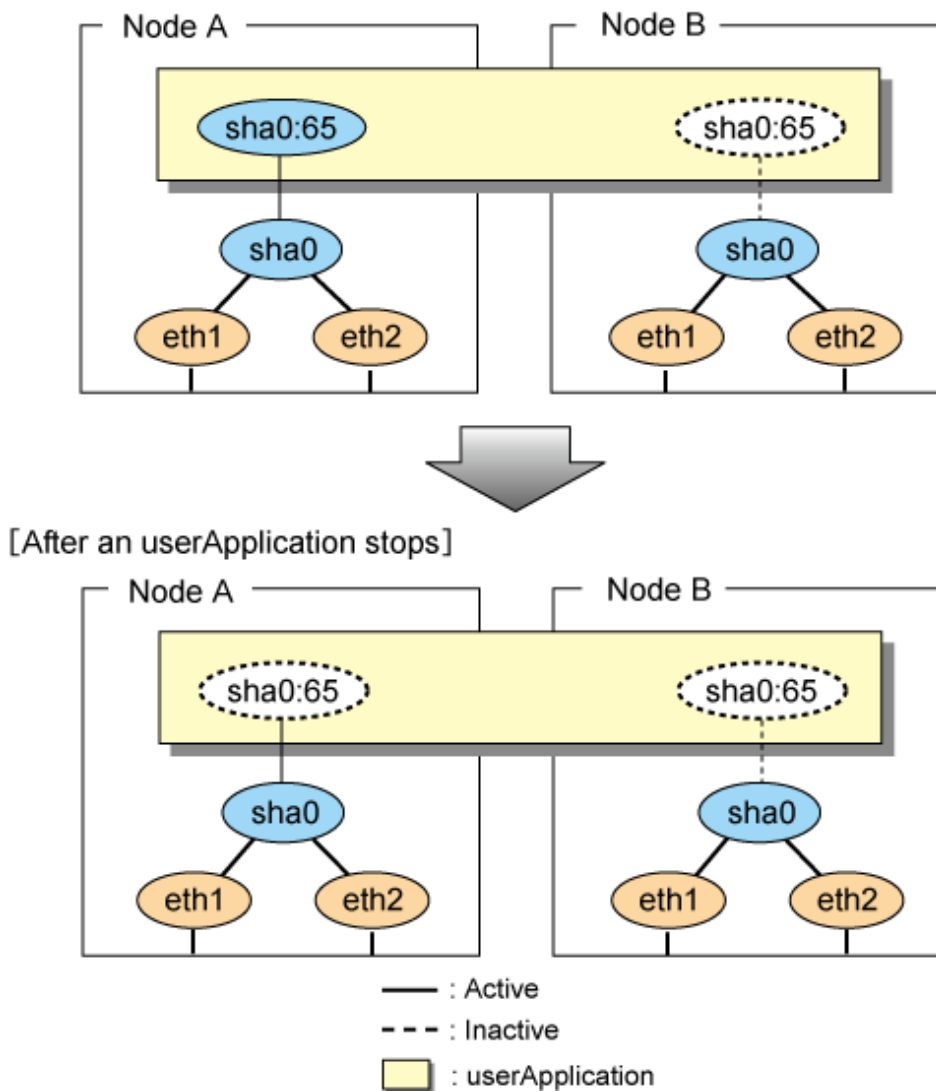 Node A
Node B
sha0:65
sha0:65
sha0
sha0
eth1
eth2
eth1
eth2
[After an userApplication stops]
Node A
Node B
sha0:65
sha0:65
sha0
sha0
eth1
eth2
eth1
eth2
: Active
: Inactive
: userApplication